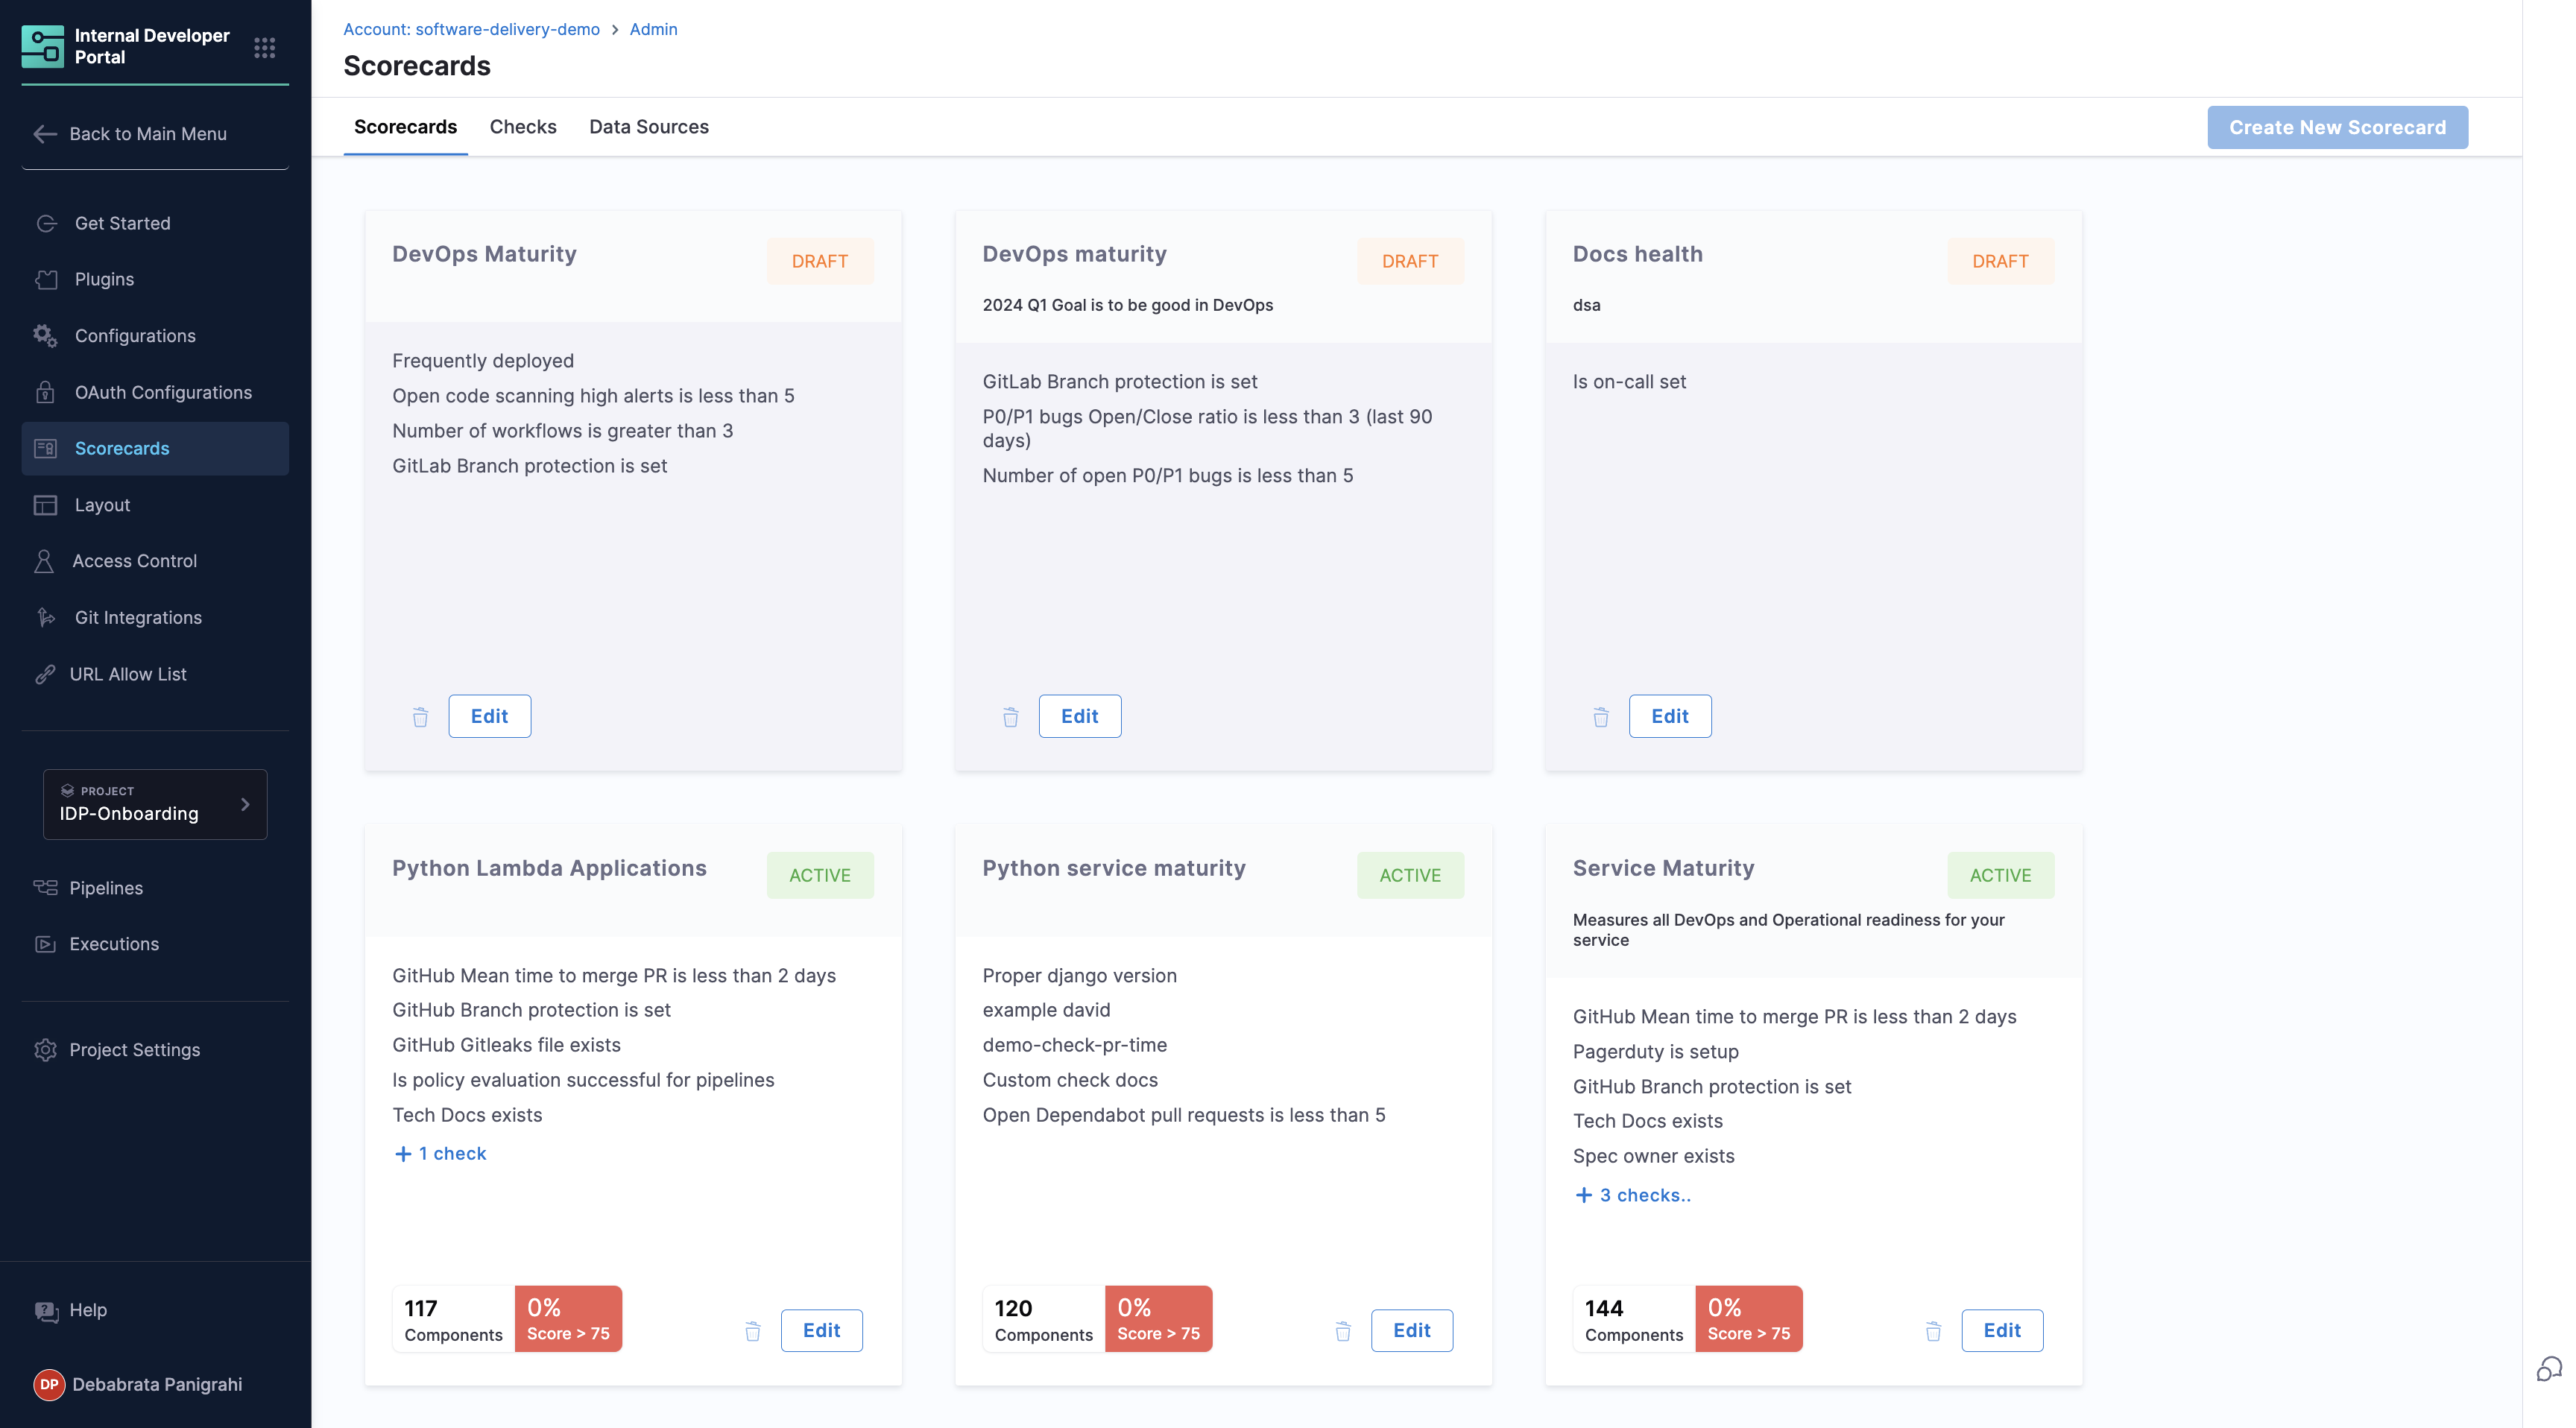 Internal Developer
Portal
Back to Main Menu
Get Started
Plugins
Configurations
OAuth Configurations
Scorecards
Layout
Access Control
Git Integrations
URL Allow List
PROJECT
IDP-Onboarding
Pipelines
Executions
Project Settings
Help
DP Debabrata Panigrahi
Account: software-delivery-demo > Admin
Scorecards
Scorecards Checks Data Sources
Create New Scorecard
DevOps Maturity
DRAFT
Frequently deployed
Open code scanning high alerts is less than 5
Number of workflows is greater than 3
GitLab Branch protection is set
Edit
DevOps maturity
DRAFT
2024 Q1 Goal is to be good in DevOps
GitLab Branch protection is set
P0/P1 bugs Open/Close ratio is less than 3 (last 90
days)
Number of open P0/P1 bugs is less than 5
Edit
Docs health
DRAFT
dsa
Is on-call set
Edit
Python Lambda Applications
ACTIVE
GitHub Mean time to merge PR is less than 2 days
GitHub Branch protection is set
GitHub Gitleaks file exists
Is policy evaluation successful for pipelines
Tech Docs exists
+ 1 check
117
Components
0%
Score > 75
Edit
Python service maturity
ACTIVE
Proper django version
example david
demo-check-pr-time
Custom check docs
Open Dependabot pull requests is less than 5
120
Components
0%
Score > 75
Edit
Service Maturity
ACTIVE
Measures all DevOps and Operational readiness for your
service
GitHub Mean time to merge PR is less than 2 days
Pagerduty is setup
GitHub Branch protection is set
Tech Docs exists
Spec owner exists
+ 3 checks..
144
Components
0%
Score > 75
Edit